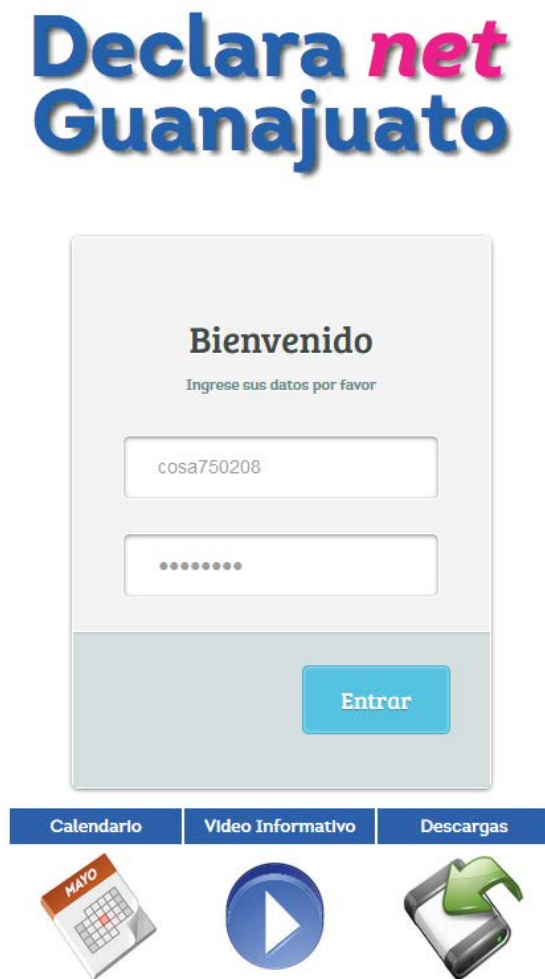 Declara net
Guanajuato
Bienvenido
Ingrese sus datos por favor
cosa750208
••••••••
Entrar
Calendario
Video Informativo
Descargas
MAYO